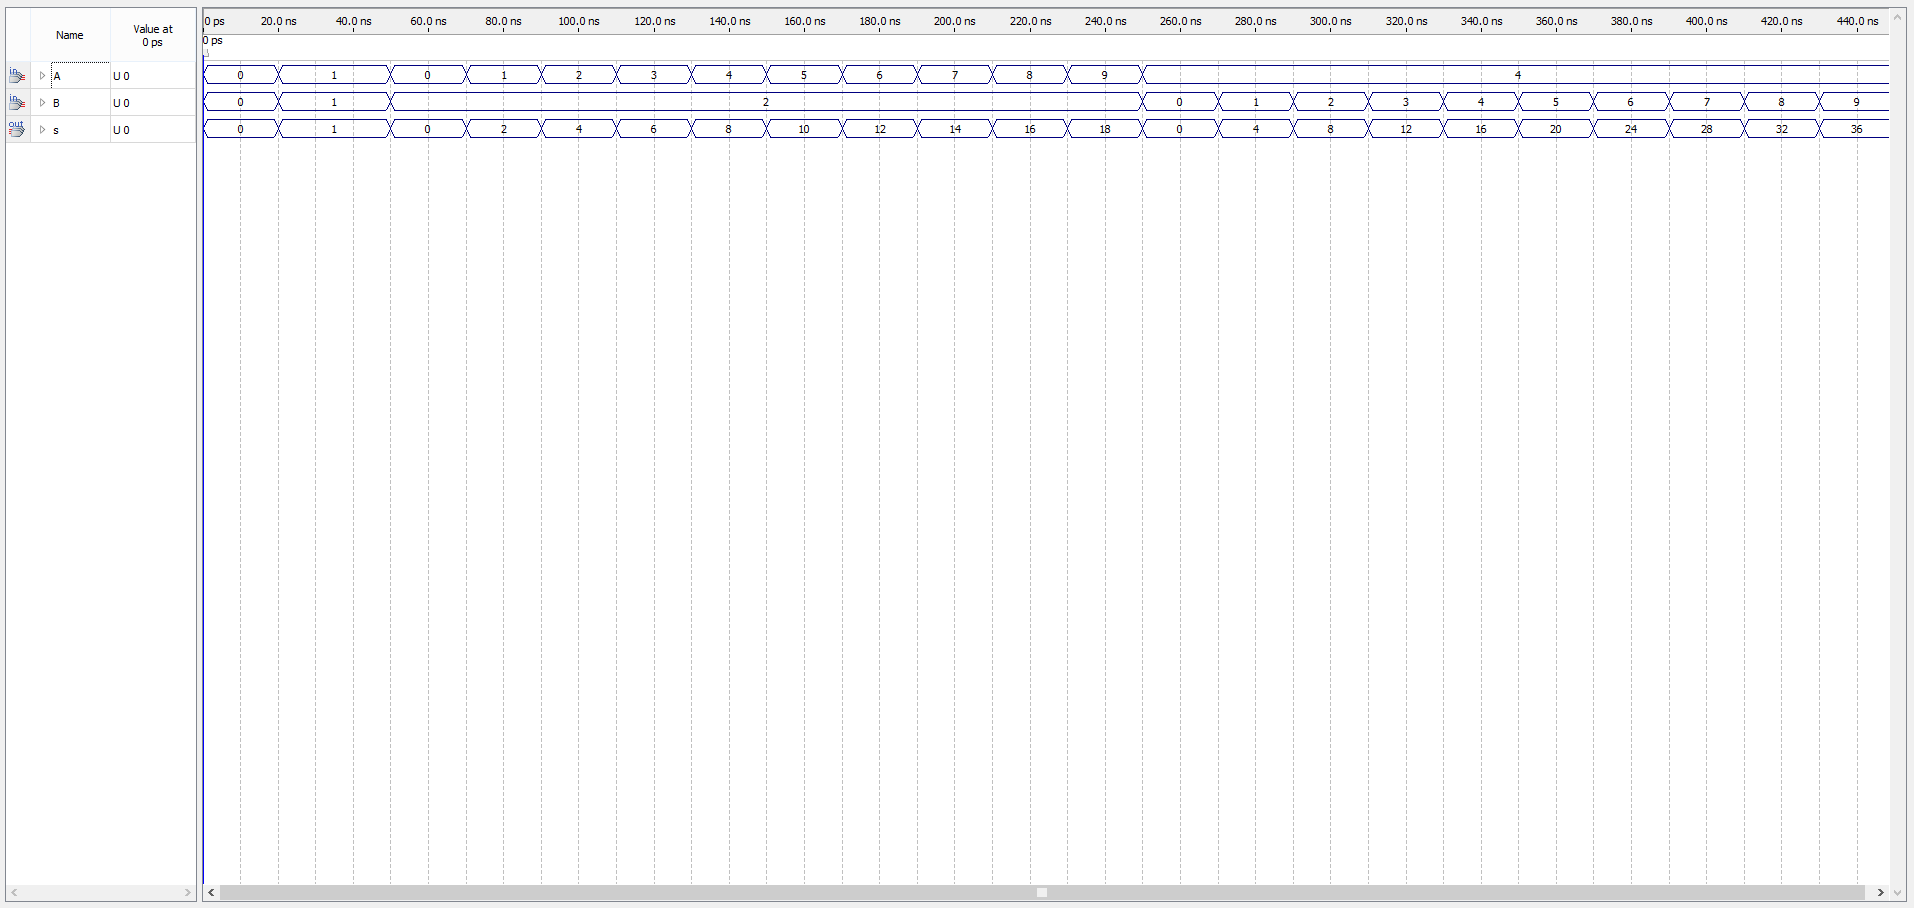 Name Value at 0 ps
0 ps 20.0 ns 40.0 ns 60.0 ns 80.0 ns 100.0 ns 120.0 ns 140.0 ns 160.0 ns 180.0 ns 200.0 ns 220.0 ns 240.0 ns 260.0 ns 280.0 ns 300.0 ns 320.0 ns 340.0 ns 360.0 ns 380.0 ns 400.0 ns 420.0 ns 440.0 ns
0 ps
in A U 0 0 1 0 1 2 3 4 5 6 7 8 9 4
in B U 0 0 1 2 0 1 2 3 4 5 6 7 8 9
out s U 0 0 1 0 2 4 6 8 10 12 14 16 18 0 4 8 12 16 20 24 28 32 36